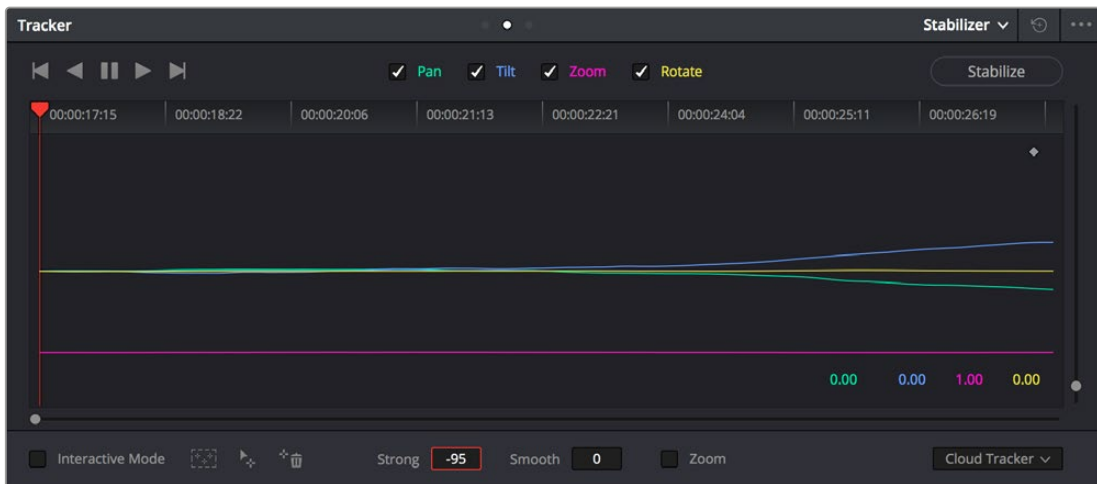 Tracker Stabilizer
Pan Tilt Zoom Rotate Stabilize
00:00:17:15 00:00:18:22 00:00:20:06 00:00:21:13 00:00:22:21 00:00:24:04 00:00:25:11 00:00:26:19
0.00 0.00 1.00 0.00
Interactive Mode Strong -95 Smooth 0 Zoom Cloud Tracker